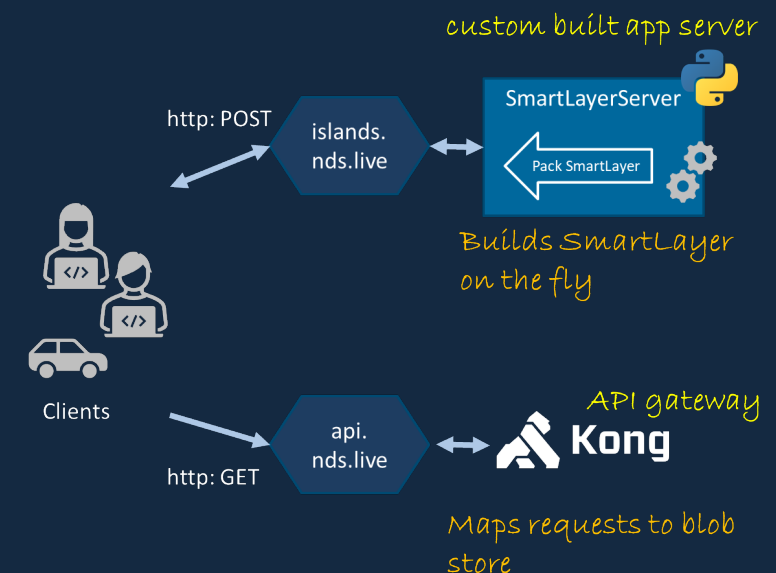 custom built app server
SmartLayerServer
http: POST
islands.
nds.live
Pack SmartLayer
Builds SmartLayer
on the fly
</>
</>
Clients
API gateway
api.
nds.live
Kong
http: GET
Maps requests to blob
store